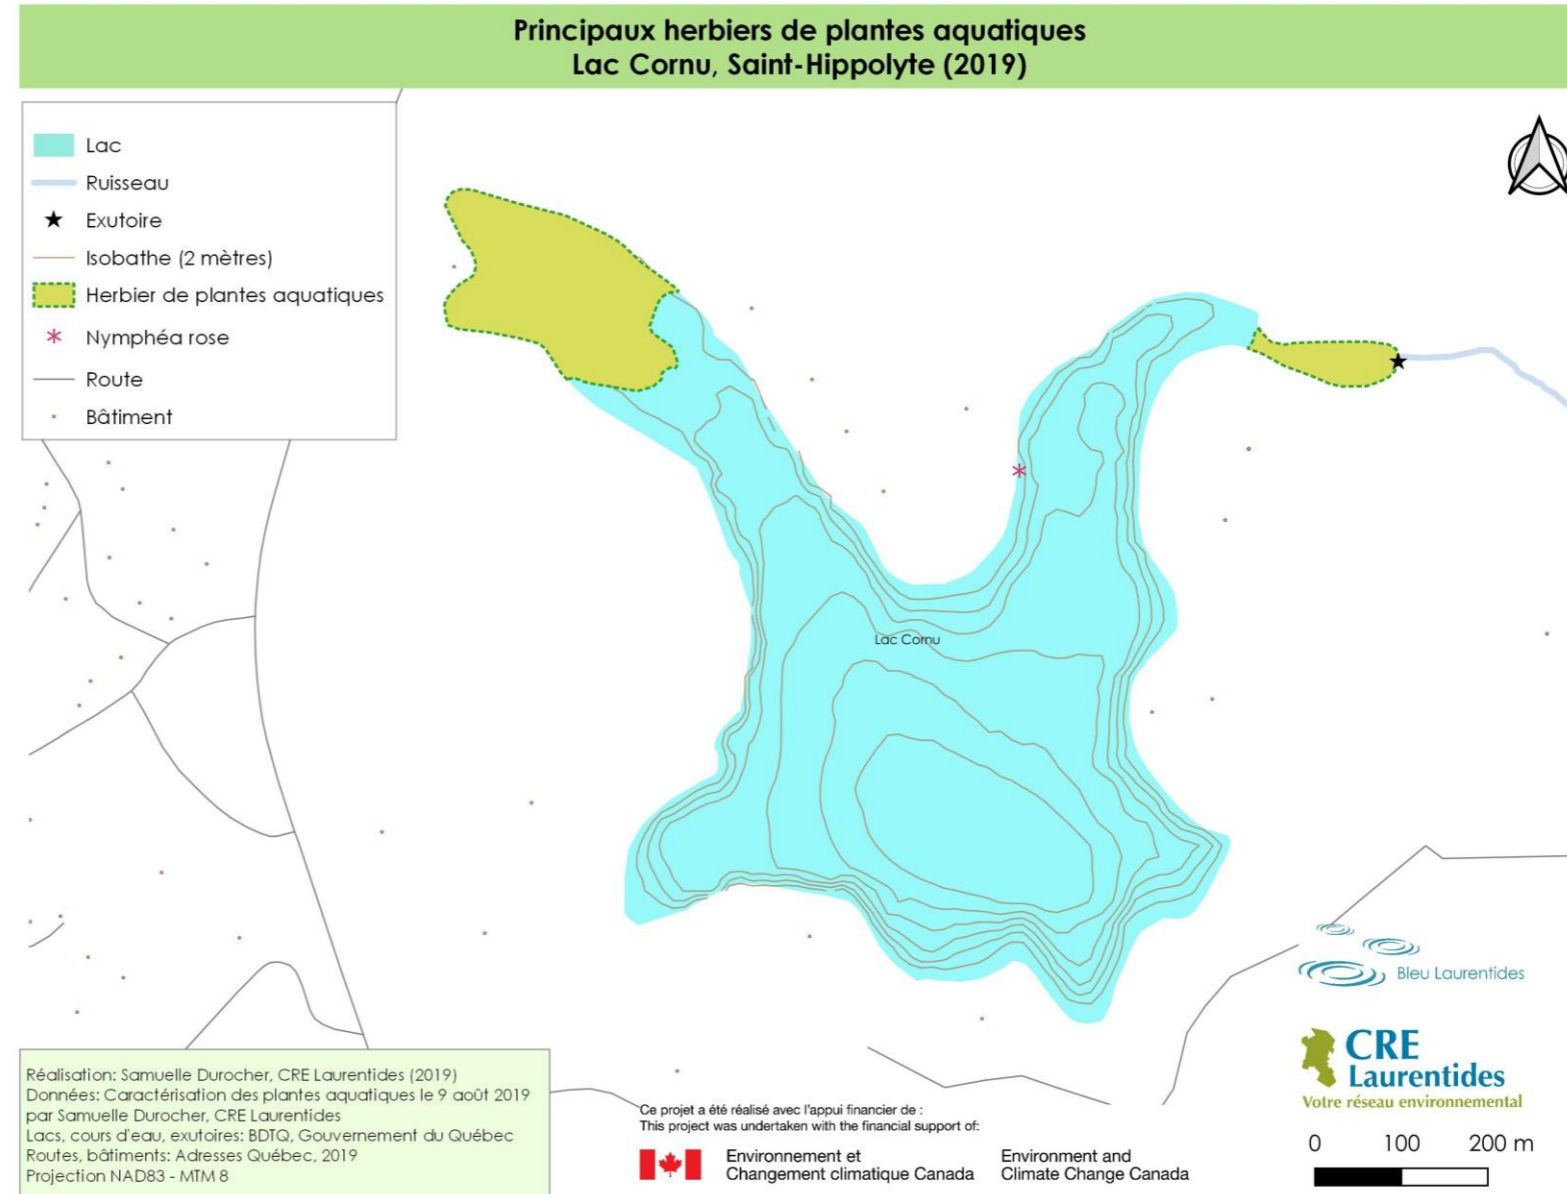 Principaux herbiers de plantes aquatiques
Lac Cornu, Saint-Hippolyte (2019)
Lac
Ruisseau
Exutoire
Isobathe (2 mètres)
Herbier de plantes aquatiques
Nymphéa rose
Route
Bâtiment
Lac Cornu
Bleu Laurentides
CRE
Laurentides
Votre réseau environnemental
0 100 200 m
Réalisation: Samuelle Durocher, CRE Laurentides (2019)
Données: Caractérisation des plantes aquatiques le 9 août 2019
par Samuelle Durocher, CRE Laurentides
Lacs, cours d'eau, exutoires: BDTQ, Gouvernement du Québec
Routes, bâtiments: Adresses Québec, 2019
Projection NAD83 - MTM 8
Ce projet a été réalisé avec l'appui financier de :
This project was undertaken with the financial support of:
Environnement et
Changement climatique Canada
Environment and
Climate Change Canada